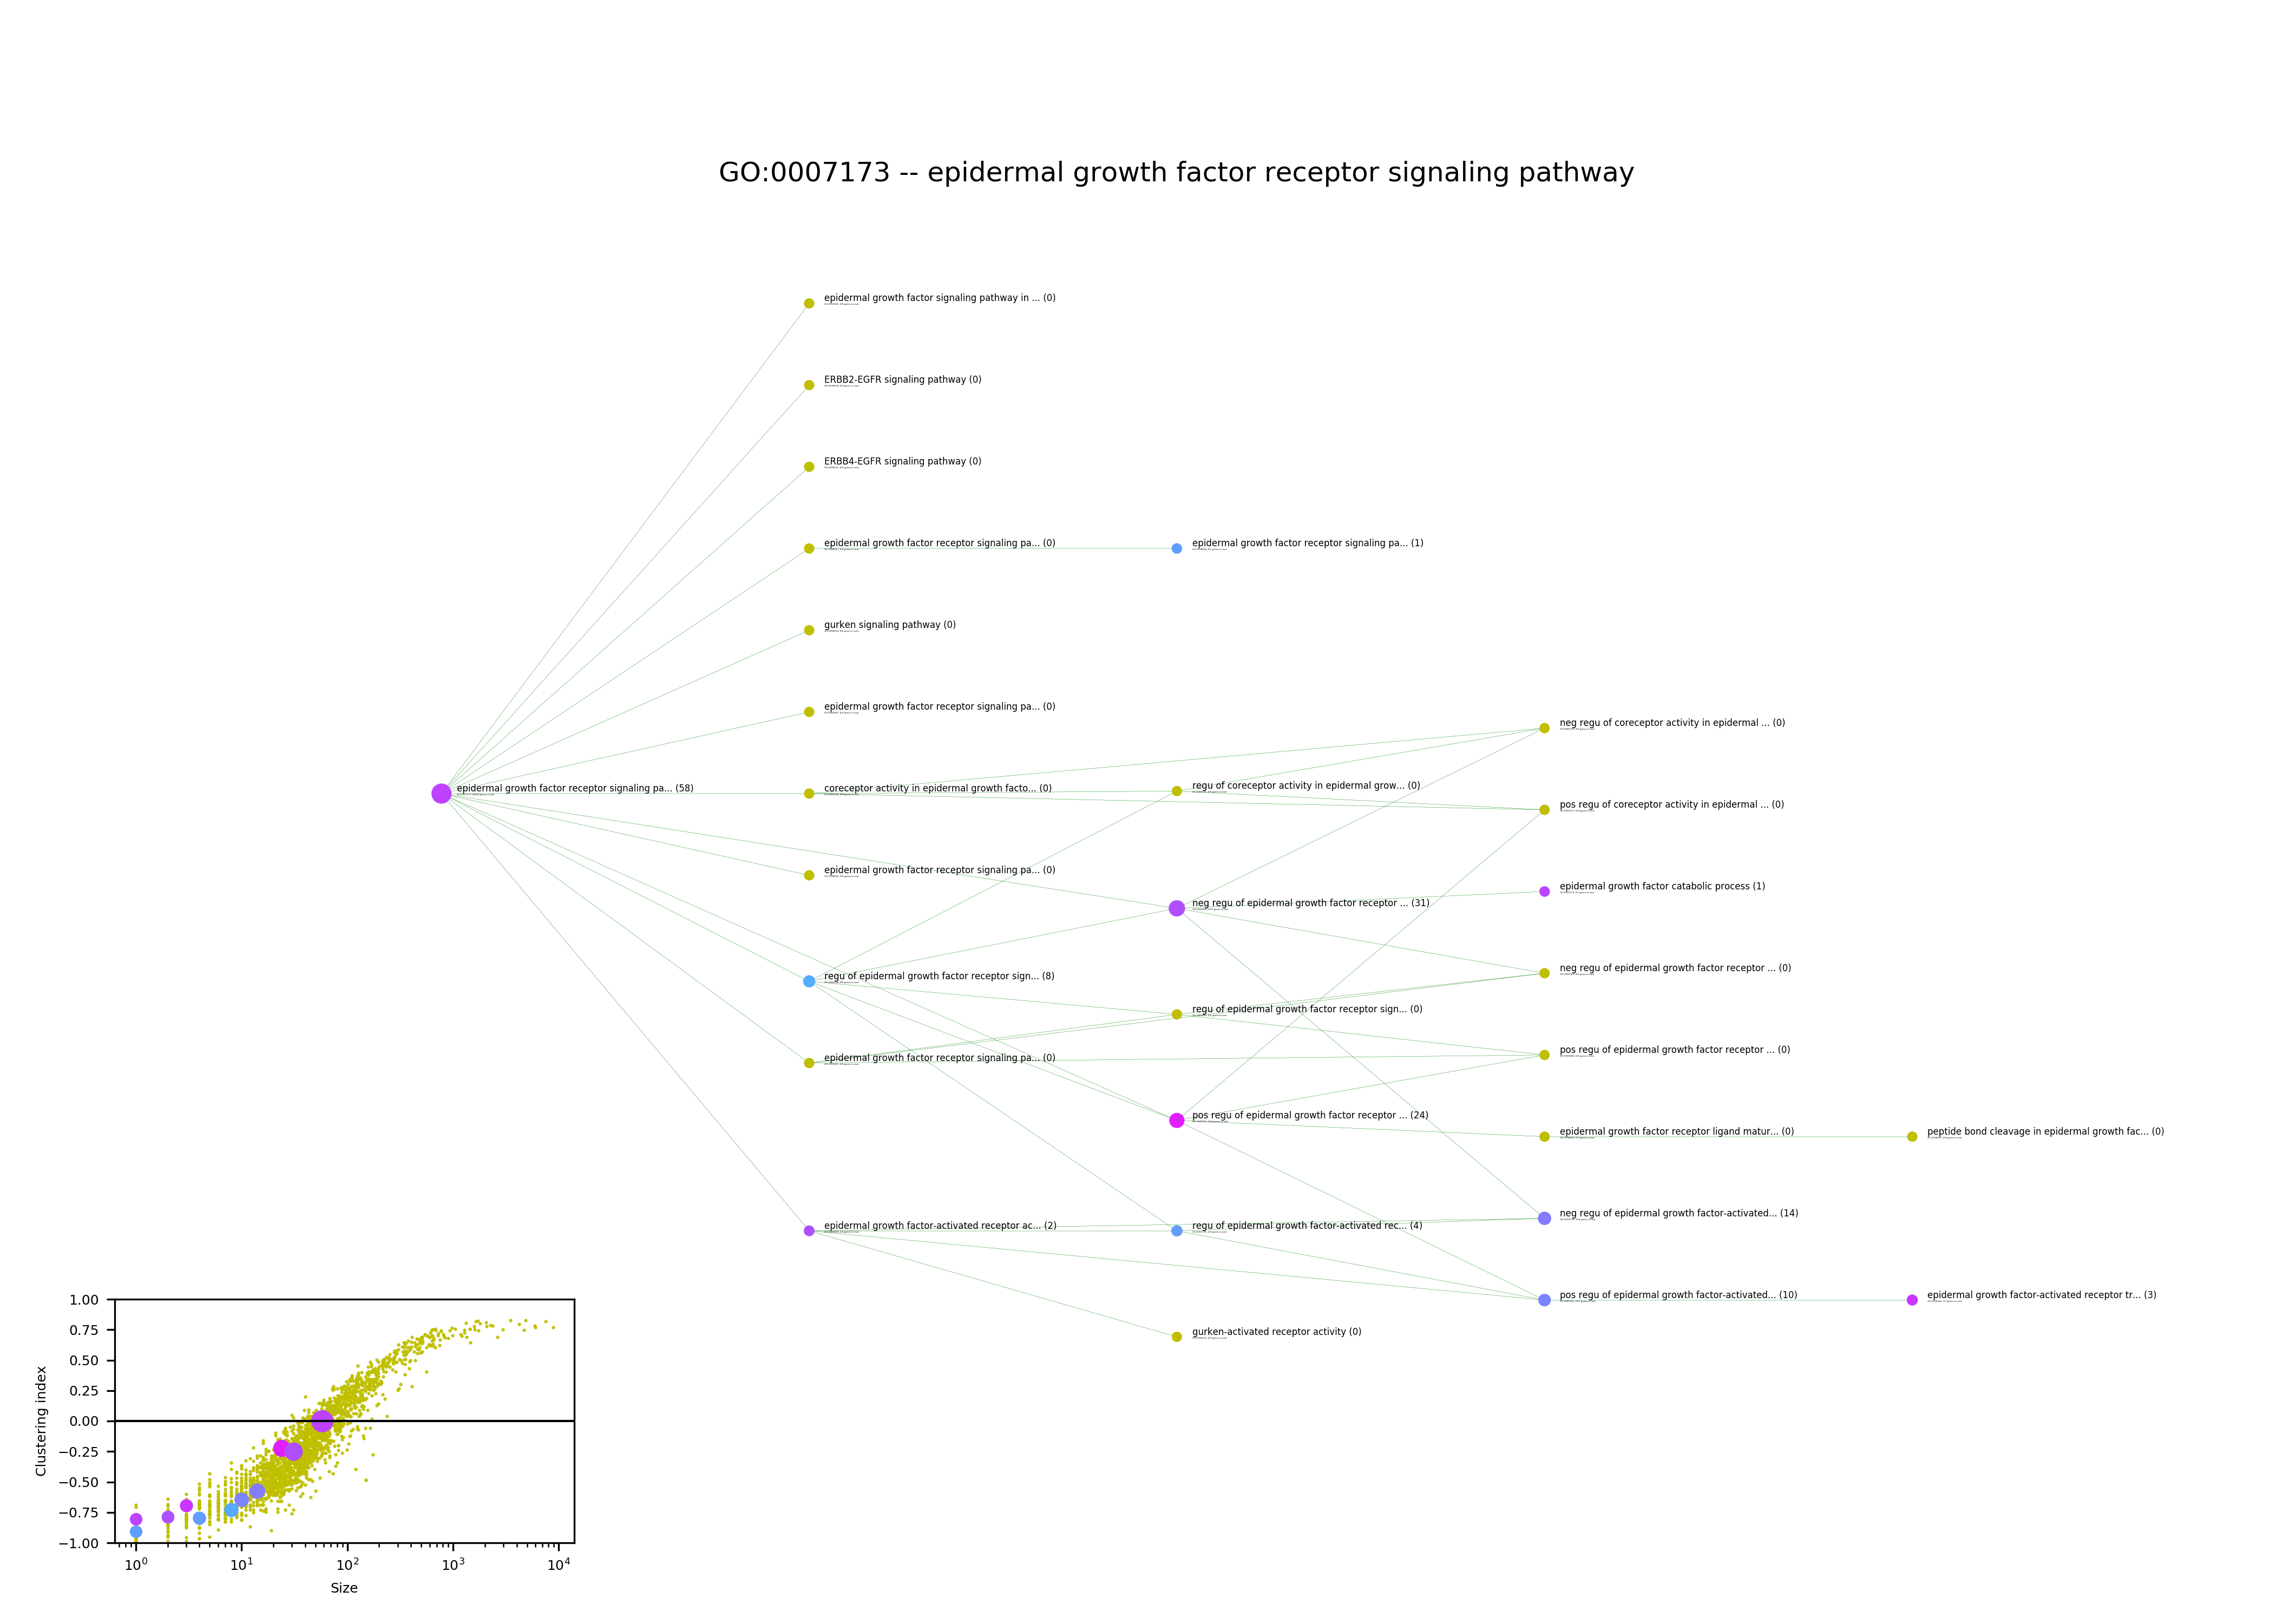 GO:0007173 -- epidermal growth factor receptor signaling pathway
epidermal growth factor signaling pathway in ... (0)
ERBB2-EGFR signaling pathway (0)
ERBB4-EGFR signaling pathway (0)
epidermal growth factor receptor signaling pa... (0)
epidermal growth factor receptor signaling pa... (1)
gurken signaling pathway (0)
epidermal growth factor receptor signaling pa... (0)
neg regu of coreceptor activity in epidermal ... (0)
epidermal growth factor receptor signaling pa... (58)
coreceptor activity in epidermal growth facto... (0)
regu of coreceptor activity in epidermal grow... (0)
pos regu of coreceptor activity in epidermal ... (0)
epidermal growth factor receptor signaling pa... (0)
epidermal growth factor catabolic process (1)
neg regu of epidermal growth factor receptor ... (31)
neg regu of epidermal growth factor receptor ... (0)
regu of epidermal growth factor receptor sign... (8)
regu of epidermal growth factor receptor sign... (0)
pos regu of epidermal growth factor receptor ... (0)
epidermal growth factor receptor signaling pa... (0)
pos regu of epidermal growth factor receptor ... (24)
epidermal growth factor receptor ligand matur... (0)
peptide bond cleavage in epidermal growth fac... (0)
neg regu of epidermal growth factor-activated... (14)
epidermal growth factor-activated receptor ac... (2)
regu of epidermal growth factor-activated rec... (4)
pos regu of epidermal growth factor-activated... (10)
epidermal growth factor-activated receptor tr... (3)
gurken-activated receptor activity (0)
1.00
0.75
0.50
0.25
0.00
−0.25
−0.50
−0.75
−1.00
Clustering index
10⁰
10¹
10²
10³
10⁴
Size